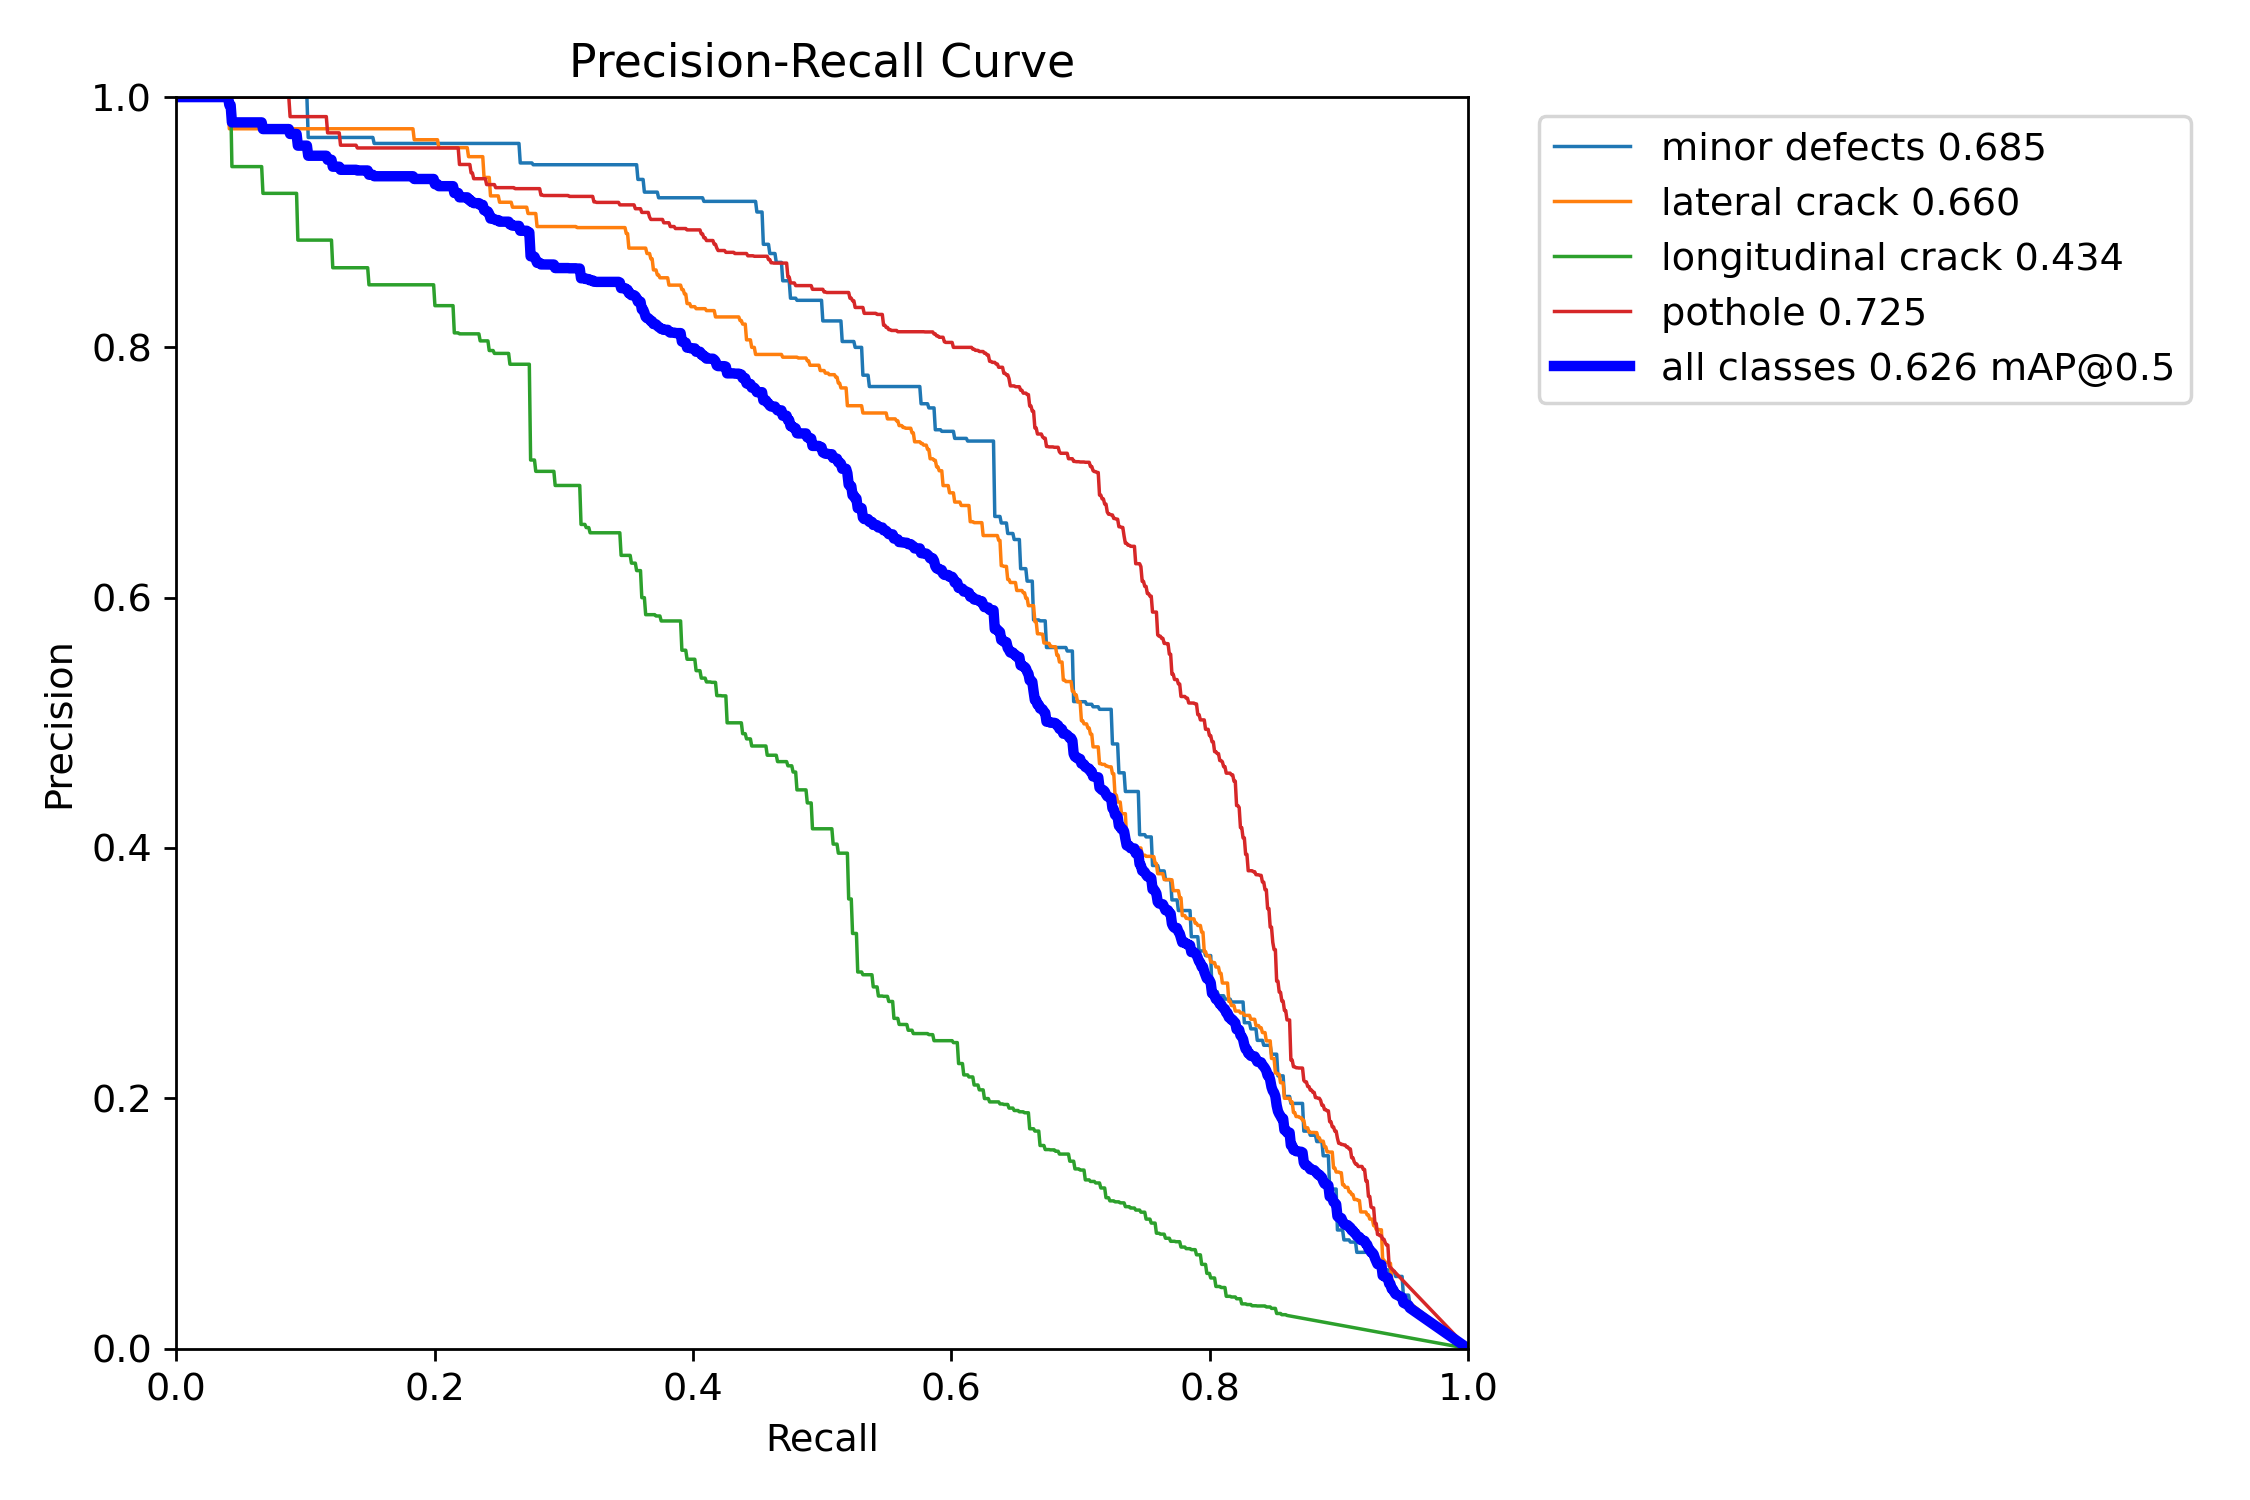 Precision-Recall Curve
1.0
0.8
0.6
0.4
0.2
0.0
Precision
0.0 0.2 0.4 0.6 0.8 1.0
Recall
minor defects 0.685
lateral crack 0.660
longitudinal crack 0.434
pothole 0.725
all classes 0.626 mAP@0.5